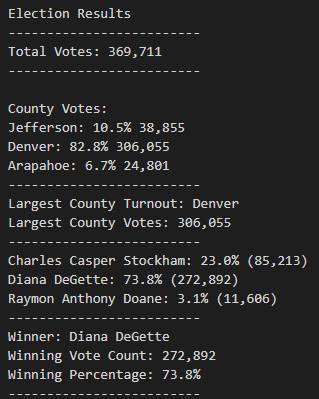 Election Results
-------------------------
Total Votes: 369,711
-------------------------

County Votes:
Jefferson: 10.5% 38,855
Denver: 82.8% 306,055
Arapahoe: 6.7% 24,801
-------------------------
Largest County Turnout: Denver
Largest County Votes: 306,055
-------------------------
Charles Casper Stockham: 23.0% (85,213)
Diana DeGette: 73.8% (272,892)
Raymon Anthony Doane: 3.1% (11,606)
-------------------------
Winner: Diana DeGette
Winning Vote Count: 272,892
Winning Percentage: 73.8%
-------------------------